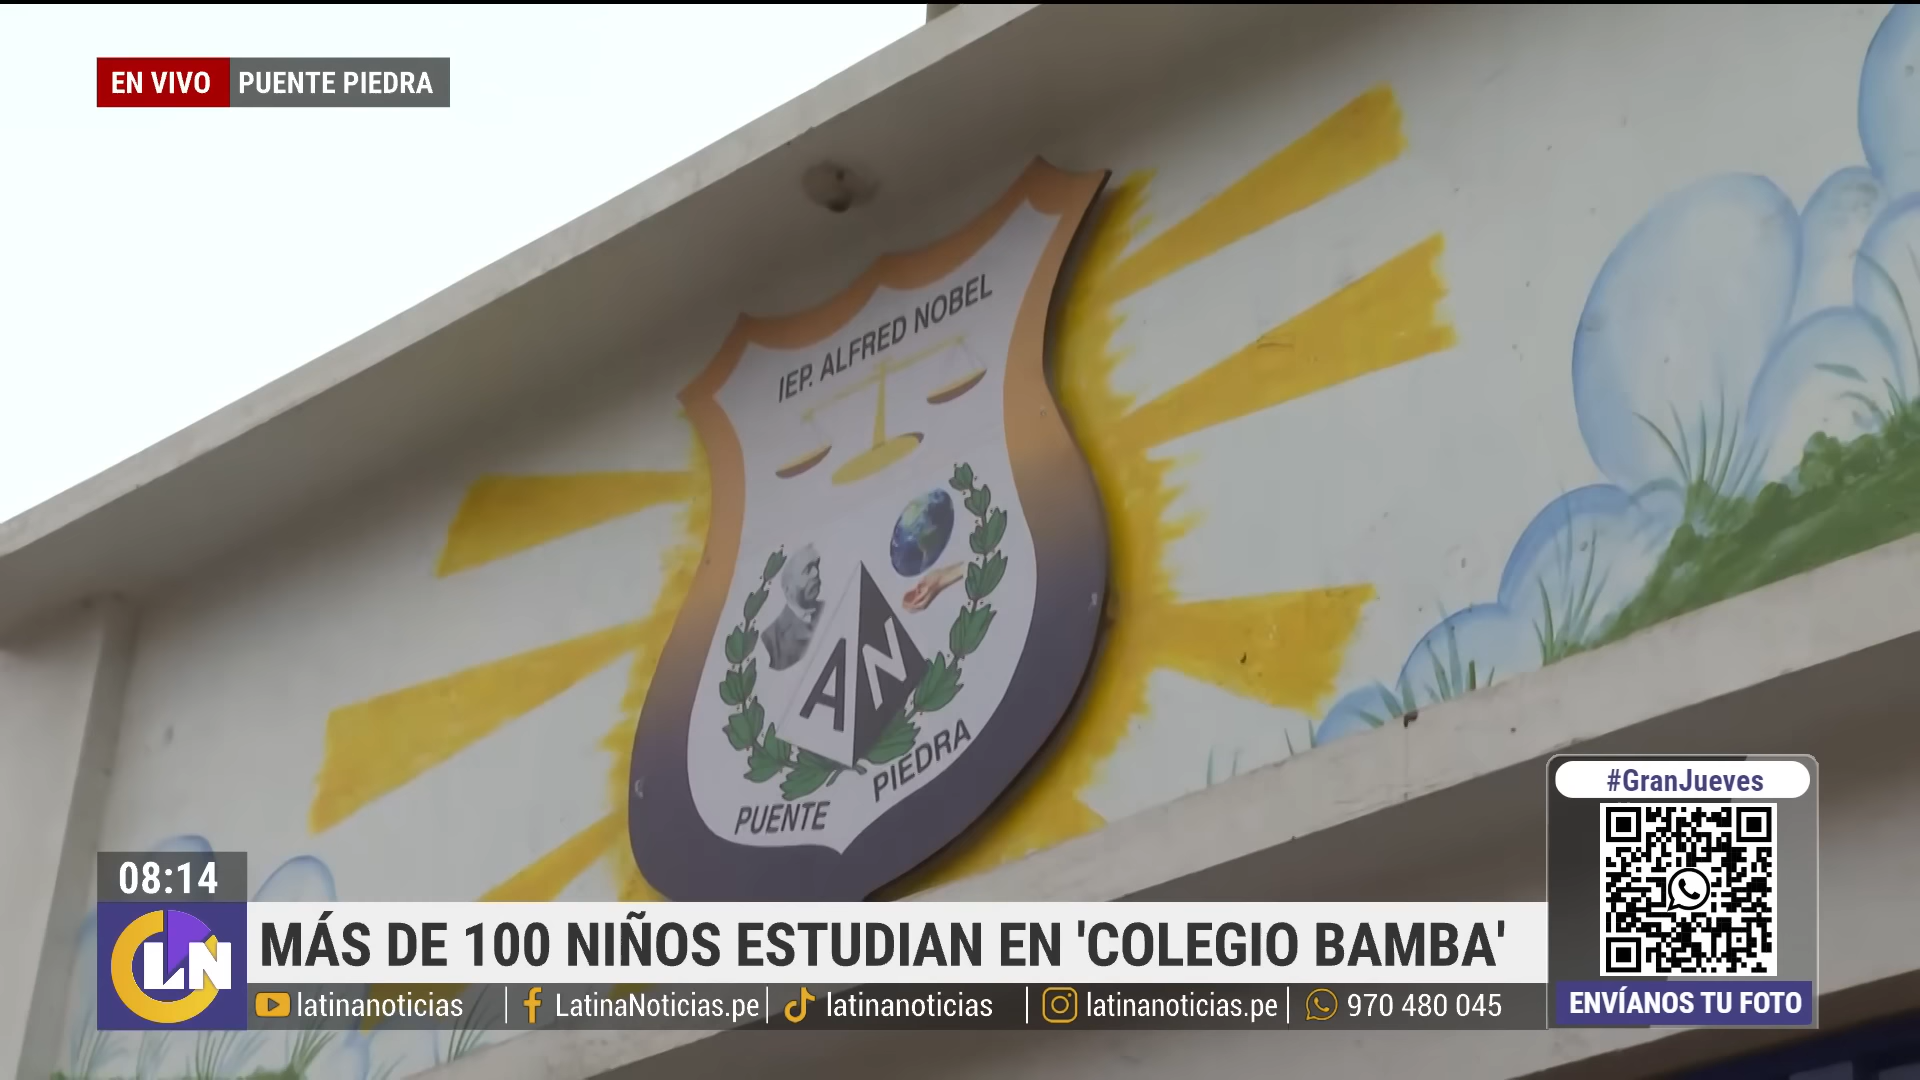 EN VIVO PUENTE PIEDRA
IEP. ALFRED NOBEL
AN
PUENTE PIEDRA
#GranJueves
08:14
LN
MÁS DE 100 NIÑOS ESTUDIAN EN 'COLEGIO BAMBA'
latinanoticias | LatinaNoticias.pe | latinanoticias | latinanoticias.pe | 970 480 045
ENVÍANOS TU FOTO